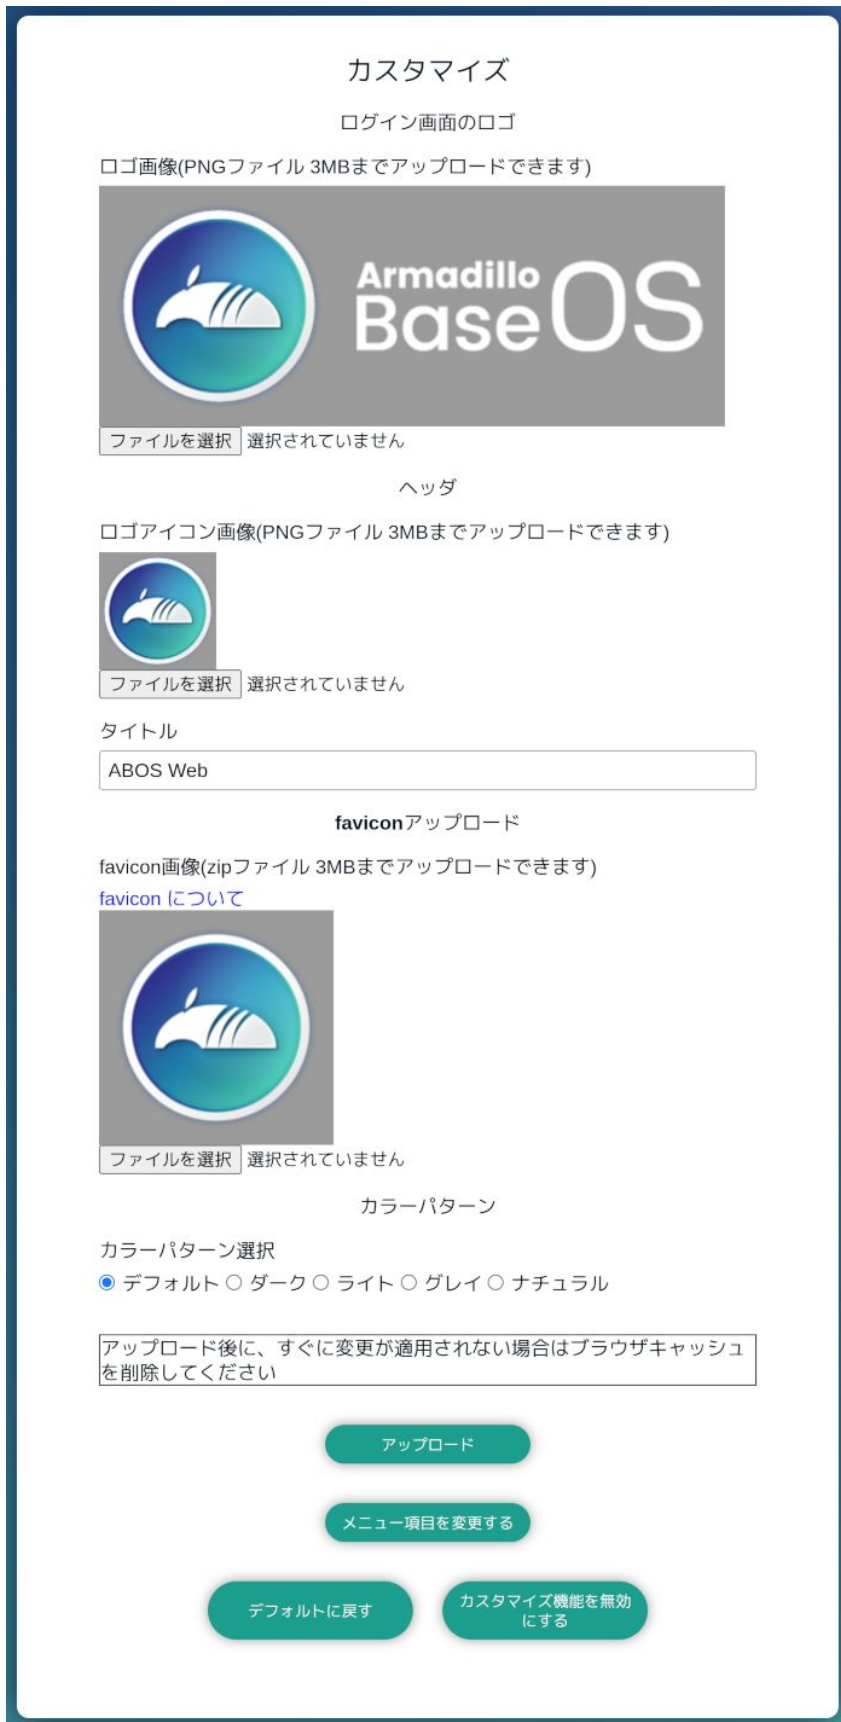 カスタマイズ
ログイン画面のロゴ
ロゴ画像(PNGファイル 3MBまでアップロードできます)
Armadillo
Base OS
ファイルを選択 選択されていません
ヘッダ
ロゴアイコン画像(PNGファイル 3MBまでアップロードできます)
ファイルを選択 選択されていません
タイトル
ABOS Web
faviconアップロード
favicon画像(zipファイル 3MBまでアップロードできます)
favicon について
ファイルを選択 選択されていません
カラーパターン
カラーパターン選択
デフォルト ダーク ライト グレイ ナチュラル
アップロード後に、すぐに変更が適用されない場合はブラウザキャッシュ
を削除してください
アップロード
メニュー項目を変更する
デフォルトに戻す
カスタマイズ機能を無効
にする